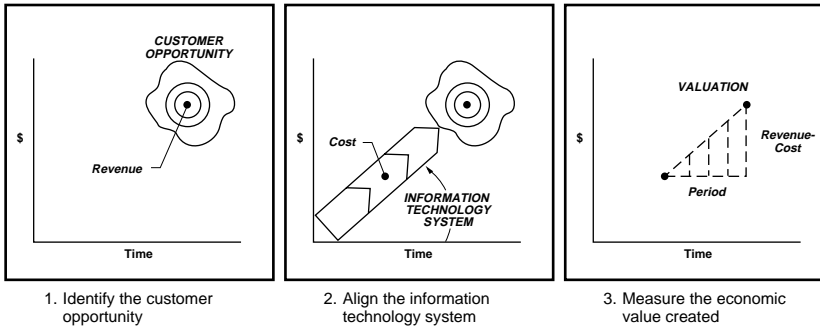 CUSTOMER
OPPORTUNITY
$
Revenue
Time
1. Identify the customer
opportunity
$
Cost
INFORMATION
TECHNOLOGY
SYSTEM
Time
2. Align the information
technology system
VALUATION
$
Revenue-
Cost
Period
Time
3. Measure the economic
value created